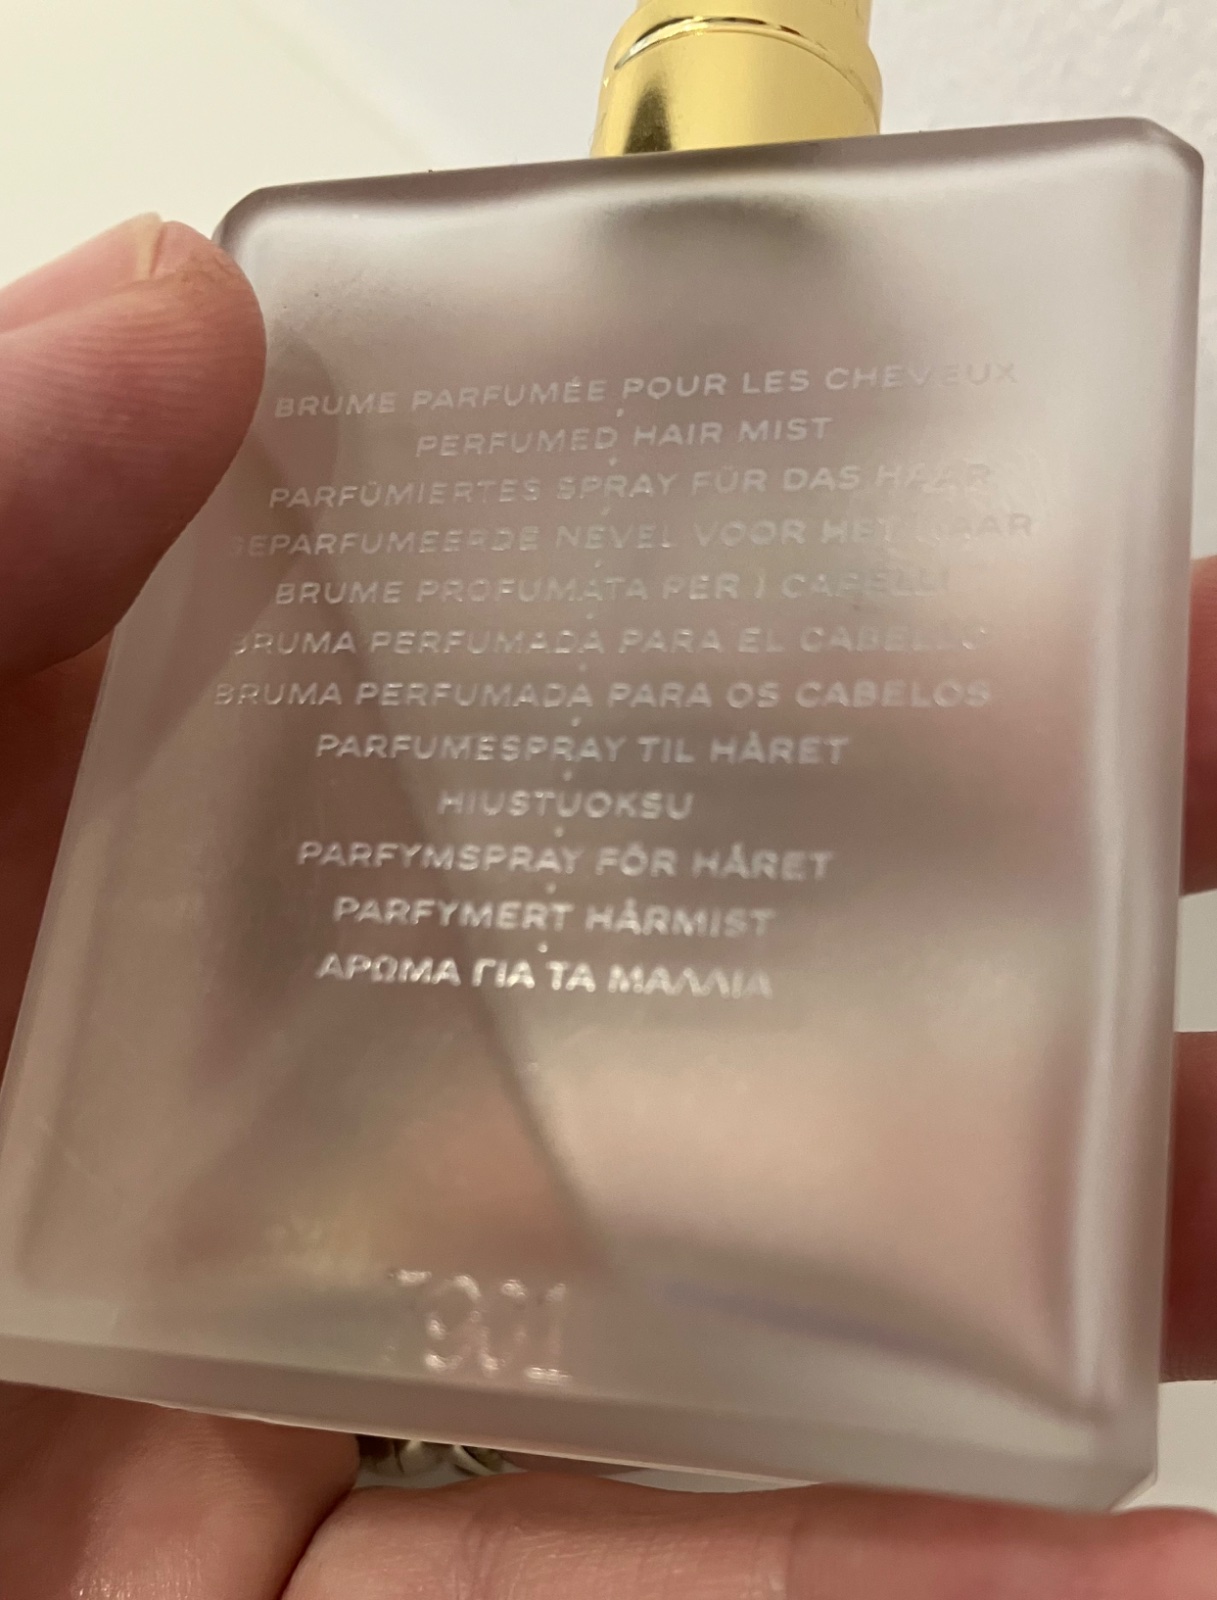 BRUME PARFUMÉE POUR LES CHEVEUX
PERFUMED HAIR MIST
PARFÜMIERTES SPRAY FÜR DAS HAAR
GEPARFUMEERDE NEVEL VOOR HET HAAR
BRUME PROFUMATA PER I CAPELLI
BRUMA PERFUMADA PARA EL CABELLO
BRUMA PERFUMADA PARA OS CABELOS
PARFUMESPRAY TIL HÅRET
HIUSTUOKSU
PARFYMSPRAY FÖR HÅRET
PARFYMERT HÅRMIST
ΑΡΩΜΑ ΓΙΑ ΤΑ ΜΑΛΛΙΑ
7901